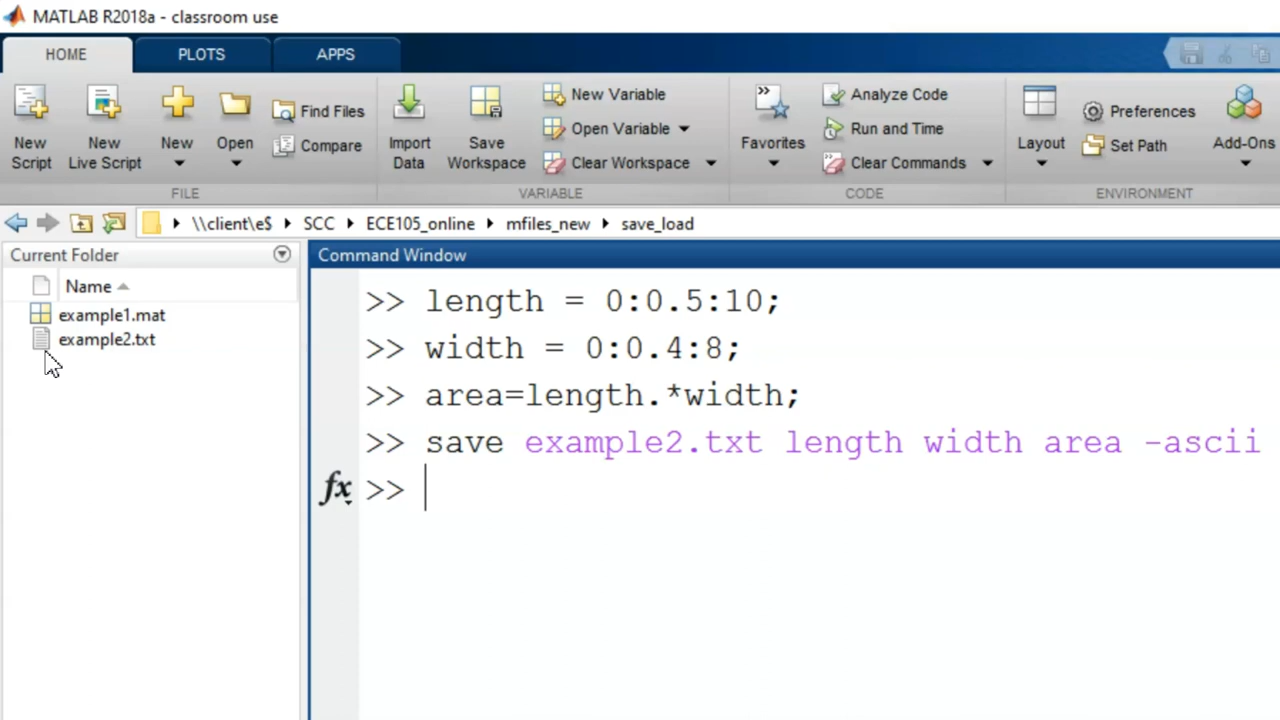 MATLAB R2018a - classroom use
HOME PLOTS APPS
New Script
New Live Script
New
Open
Find Files
Compare
Import Data
Save Workspace
New Variable
Open Variable
Clear Workspace
Favorites
Analyze Code
Run and Time
Clear Commands
Layout
Preferences
Set Path
Add-Ons
FILE VARIABLE CODE ENVIRONMENT
\\client\e$ SCC ECE105_online mfiles_new save_load
Current Folder
Name
example1.mat
example2.txt
Command Window
>> length = 0:0.5:10;
>> width = 0:0.4:8;
>> area=length.*width;
>> save example2.txt length width area -ascii
fx >>